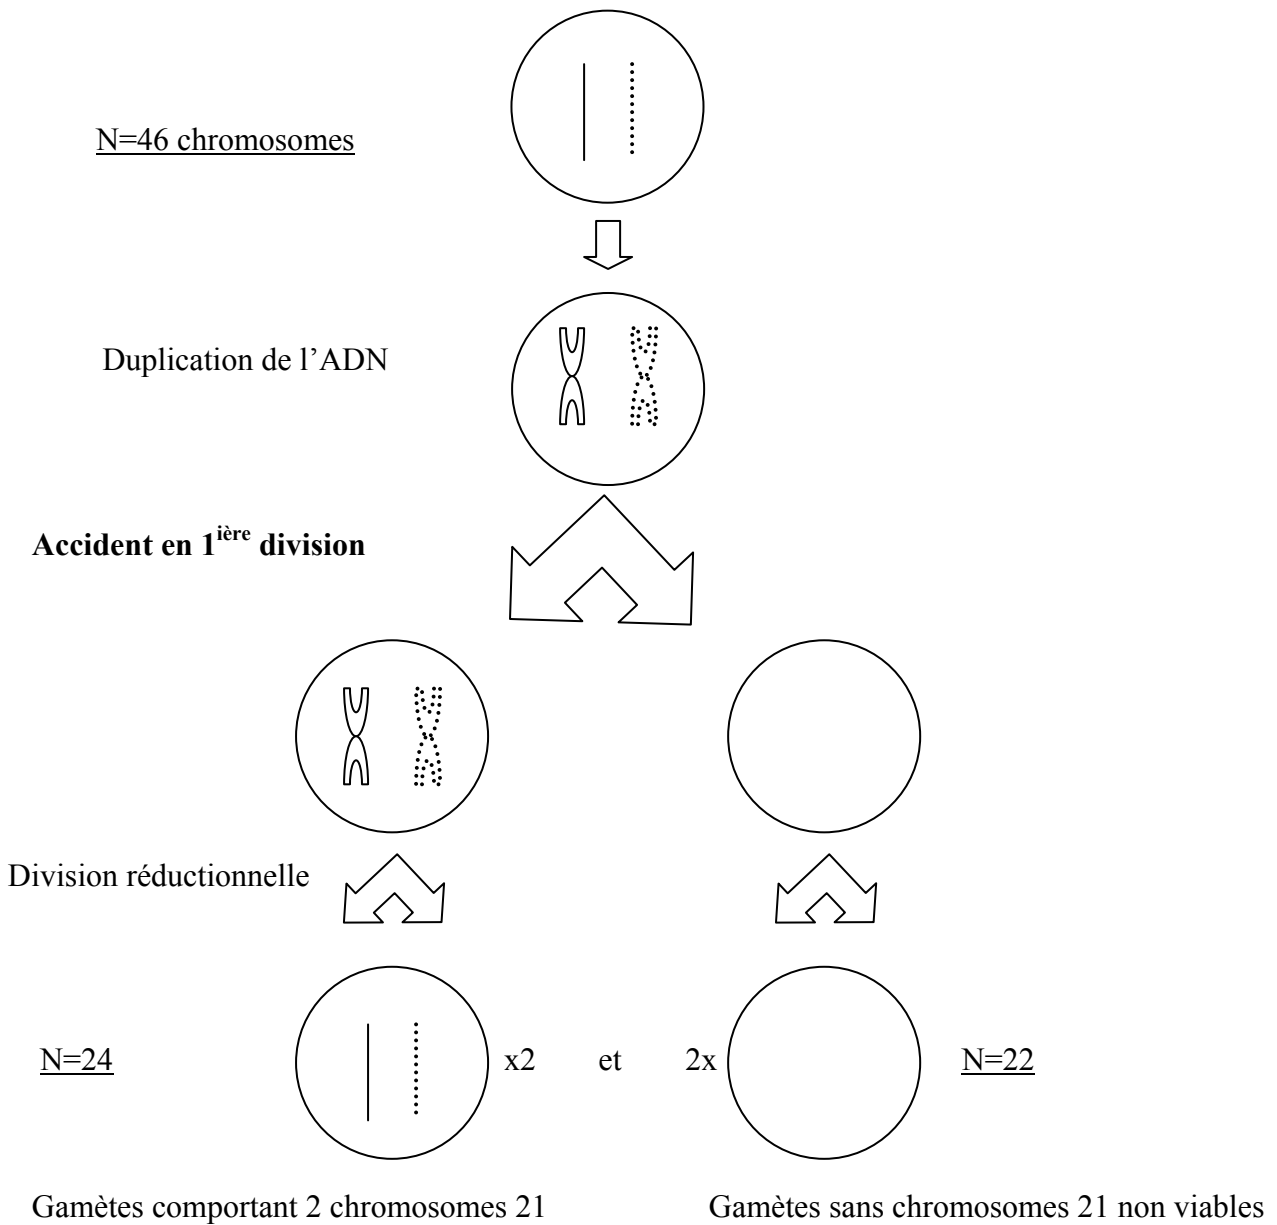 N=46 chromosomes
Duplication de l’ADN
Accident en 1ière division
Division réductionnelle
N=24 x2 et 2x N=22
Gamètes comportant 2 chromosomes 21 Gamètes sans chromosomes 21 non viables